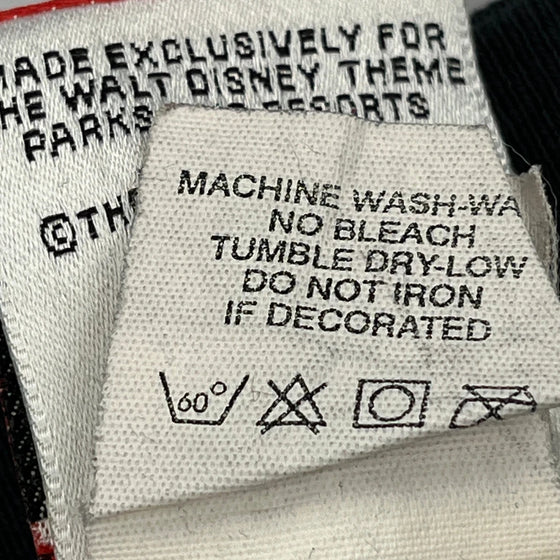 MADE EXCLUSIVELY FOR
THE WALT DISNEY THEME
PARKS
©TH
MACHINE WASH-WA
NO BLEACH
TUMBLE DRY-LOW
DO NOT IRON
IF DECORATED
60°